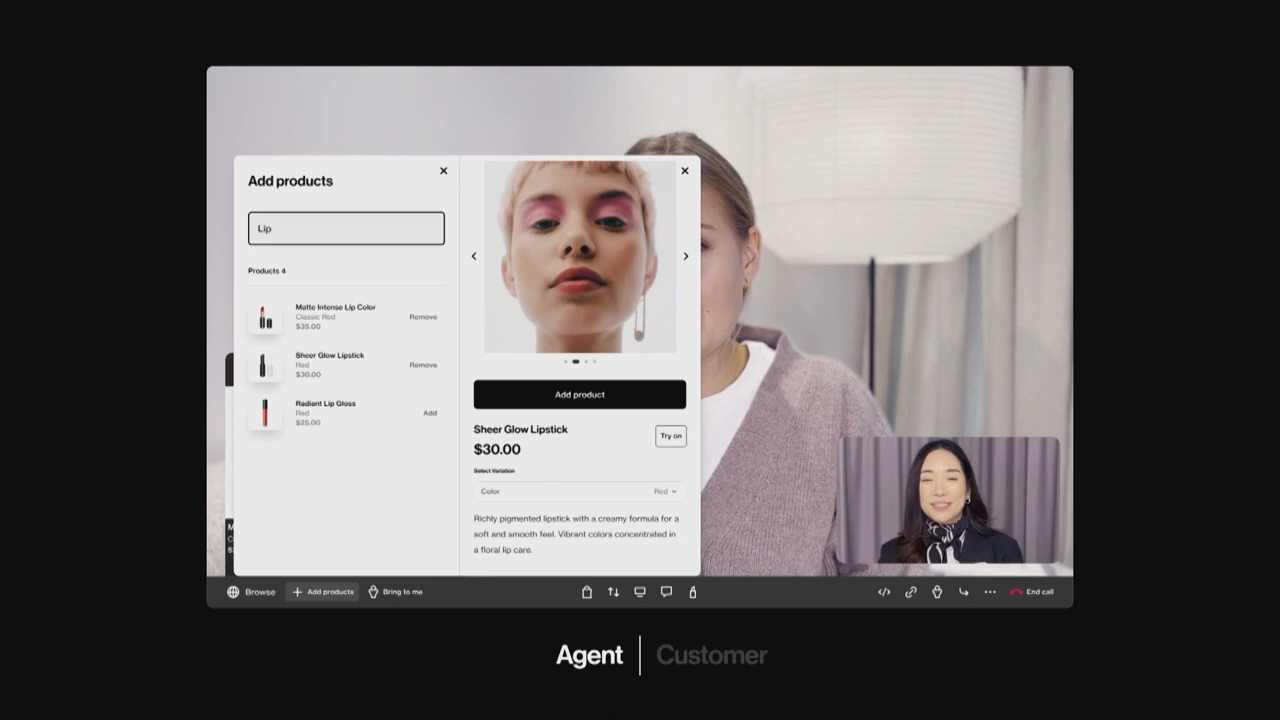 Add products
Lip
Products 4
Matte Intense Lip Color
Classic Red
$35.00
Remove
Sheer Glow Lipstick
Red
$30.00
Remove
Radiant Lip Gloss
Red
$25.00
Add
Add product
Sheer Glow Lipstick
$30.00
Try on
Select Variation
Color
Red
Richly pigmented lipstick with a creamy formula for a
soft and smooth feel. Vibrant colors concentrated in
a floral lip care.
M
C
$
Browse
Add products
Bring to me
End call
Agent
Customer